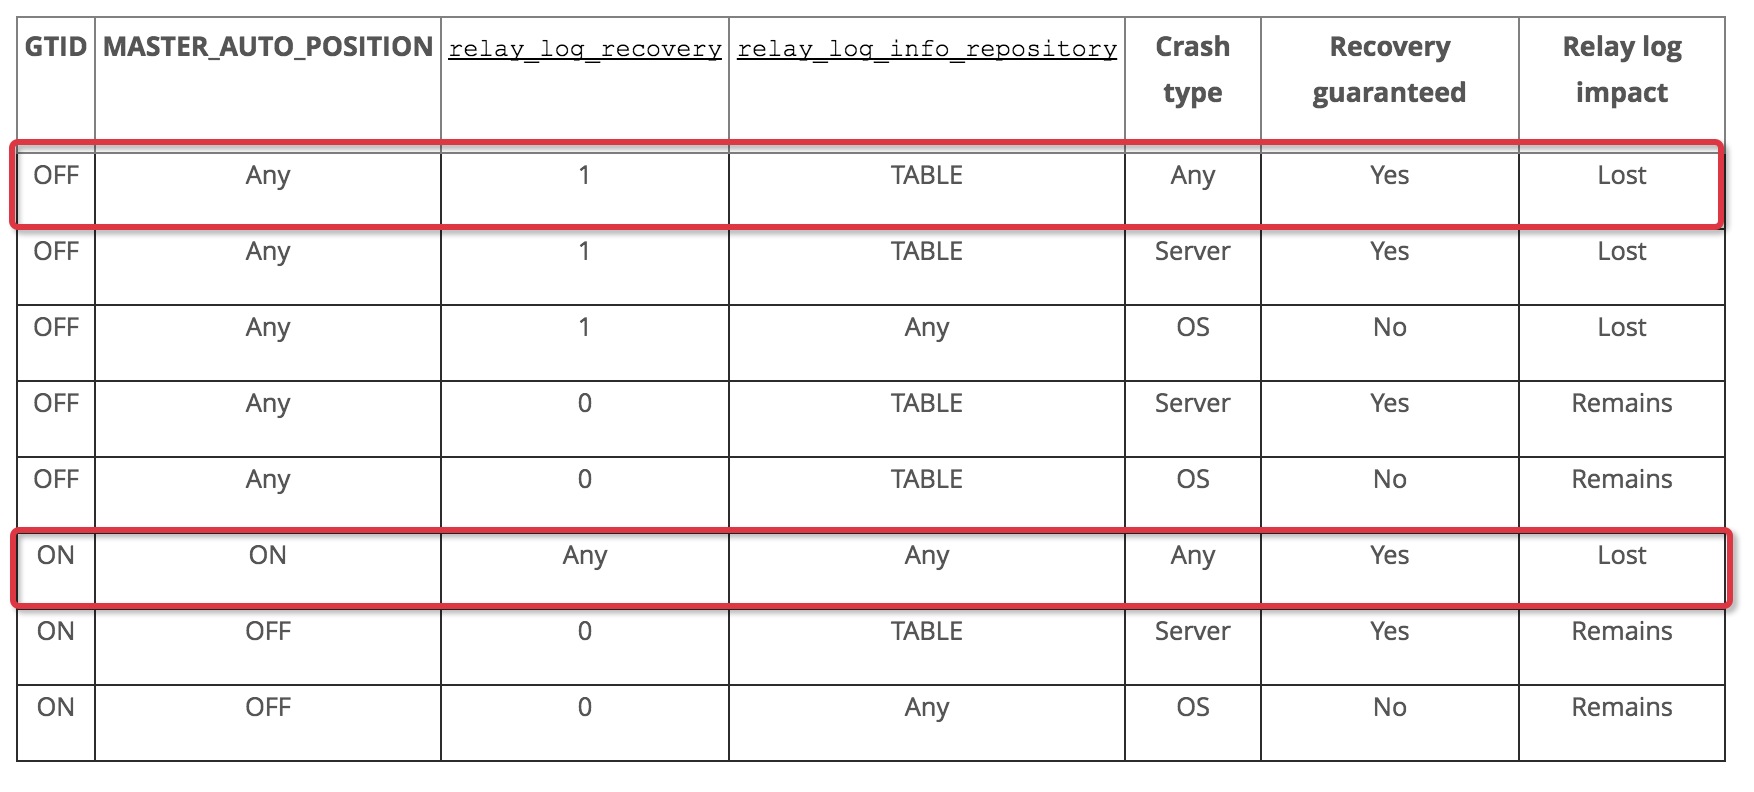 GTID MASTER_AUTO_POSITION relay_log_recovery relay_log_info_repository Crash type Recovery guaranteed Relay log impact
OFF Any 1 TABLE Any Yes Lost
OFF Any 1 TABLE Server Yes Lost
OFF Any 1 Any OS No Lost
OFF Any 0 TABLE Server Yes Remains
OFF Any 0 TABLE OS No Remains
ON ON Any Any Any Yes Lost
ON OFF 0 TABLE Server Yes Remains
ON OFF 0 Any OS No Remains